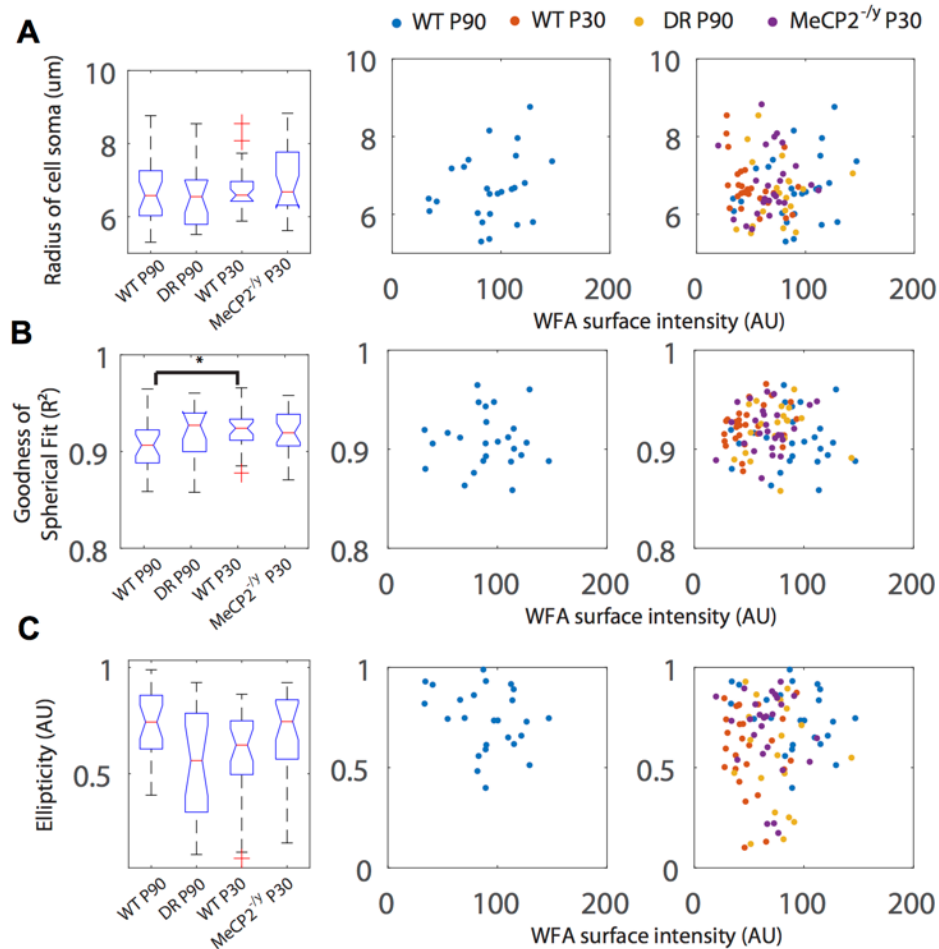 WT P90 WT P30 DR P90 MeCP2⁻/ʸ P30
A
Radius of cell soma (um)
10
8
6
WT P90
DR P90
WT P30
MeCP2⁻/ʸ P30
10
8
6
0 100 200
10
8
6
0 100 200
WFA surface intensity (AU)
B
Goodness of
Spherical Fit (R²)
1
0.9
0.8
*
WT P90
DR P90
WT P30
MeCP2⁻/ʸ P30
1
0.9
0.8
0 100 200
1
0.9
0.8
0 100 200
WFA surface intensity (AU)
C
Ellipticity (AU)
1
0.5
WT P90
DR P90
WT P30
MeCP2⁻/ʸ P30
1
0.5
0
0 100 200
1
0.5
0
0 100 200
WFA surface intensity (AU)